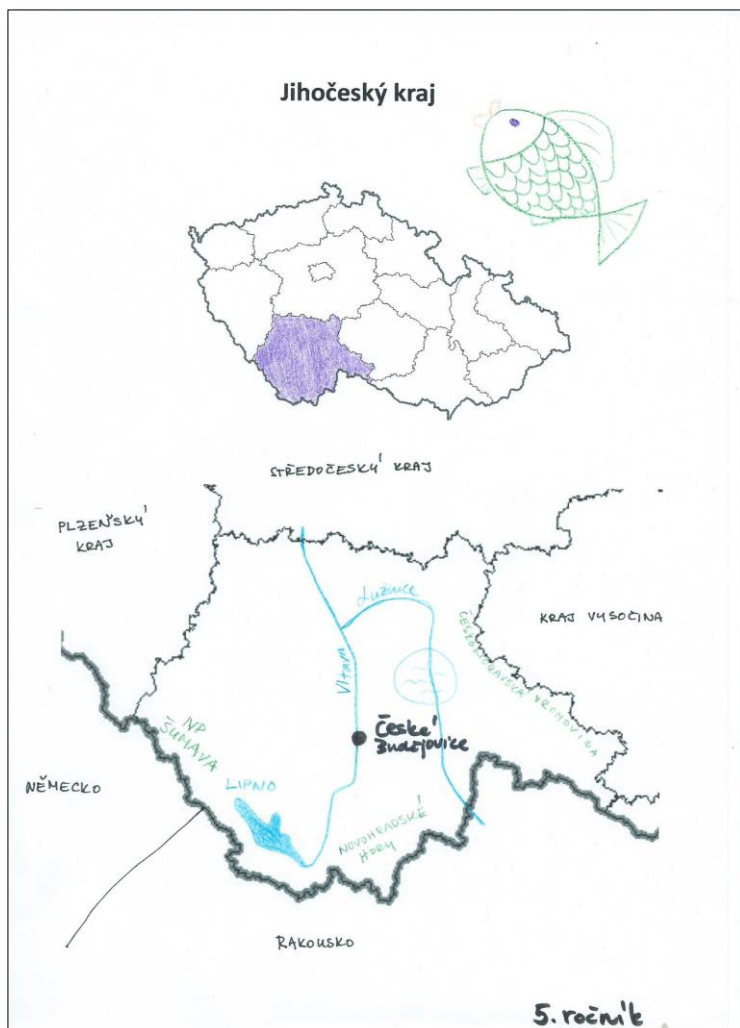 Jihočeský kraj
STŘEDOČESKÝ KRAJ
PLZEŇSKÝ
KRAJ
Lužnice
KRAJ VYSOČINA
ČESKOMORAVSKÁ VRCHOVINA
Vltava
NP
ŠUMAVA
České
Budějovice
NĚMECKO
LIPNO
NOVOHRADSKÉ
HORY
RAKOUSKO
5. ročník